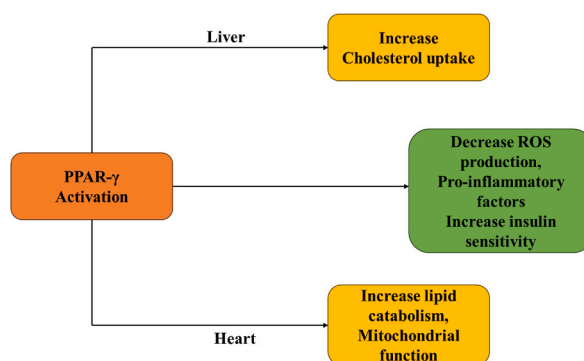 Liver
Increase
Cholesterol uptake
PPAR-γ
Activation
Decrease ROS
production,
Pro-inflammatory
factors
Increase insulin
sensitivity
Heart
Increase lipid
catabolism,
Mitochondrial
function